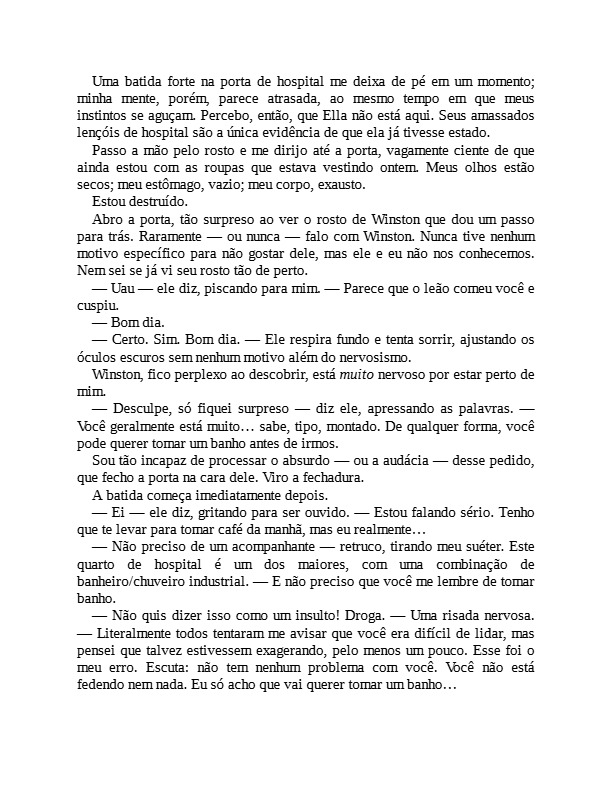 Uma batida forte na porta de hospital me deixa de pé em um momento;
minha mente, porém, parece atrasada, ao mesmo tempo em que meus
instintos se aguçam. Percebo, então, que Ella não está aqui. Seus amassados
lençóis de hospital são a única evidência de que ela já tivesse estado.
Passo a mão pelo rosto e me dirijo até a porta, vagamente ciente de que
ainda estou com as roupas que estava vestindo ontem. Meus olhos estão
secos; meu estômago, vazio; meu corpo, exausto.
Estou destruído.
Abro a porta, tão surpreso ao ver o rosto de Winston que dou um passo
para trás. Raramente — ou nunca — falo com Winston. Nunca tive nenhum
motivo específico para não gostar dele, mas ele e eu não nos conhecemos.
Nem sei se já vi seu rosto tão de perto.
— Uau — ele diz, piscando para mim. — Parece que o leão comeu você e
cuspiu.
— Bom dia.
— Certo. Sim. Bom dia. — Ele respira fundo e tenta sorrir, ajustando os
óculos escuros sem nenhum motivo além do nervosismo.
Winston, fico perplexo ao descobrir, está muito nervoso por estar perto de
mim.
— Desculpe, só fiquei surpreso — diz ele, apressando as palavras. —
Você geralmente está muito… sabe, tipo, montado. De qualquer forma, você
pode querer tomar um banho antes de irmos.
Sou tão incapaz de processar o absurdo — ou a audácia — desse pedido,
que fecho a porta na cara dele. Viro a fechadura.
A batida começa imediatamente depois.
— Ei — ele diz, gritando para ser ouvido. — Estou falando sério. Tenho
que te levar para tomar café da manhã, mas eu realmente…
— Não preciso de um acompanhante — retruco, tirando meu suéter. Este
quarto de hospital é um dos maiores, com uma combinação de
banheiro/chuveiro industrial. — E não preciso que você me lembre de tomar
banho.
— Não quis dizer isso como um insulto! Droga. — Uma risada nervosa.
— Literalmente todos tentaram me avisar que você era difícil de lidar, mas
pensei que talvez estivessem exagerando, pelo menos um pouco. Esse foi o
meu erro. Escuta: não tem nenhum problema com você. Você não está
fedendo nem nada. Eu só acho que vai querer tomar um banho…